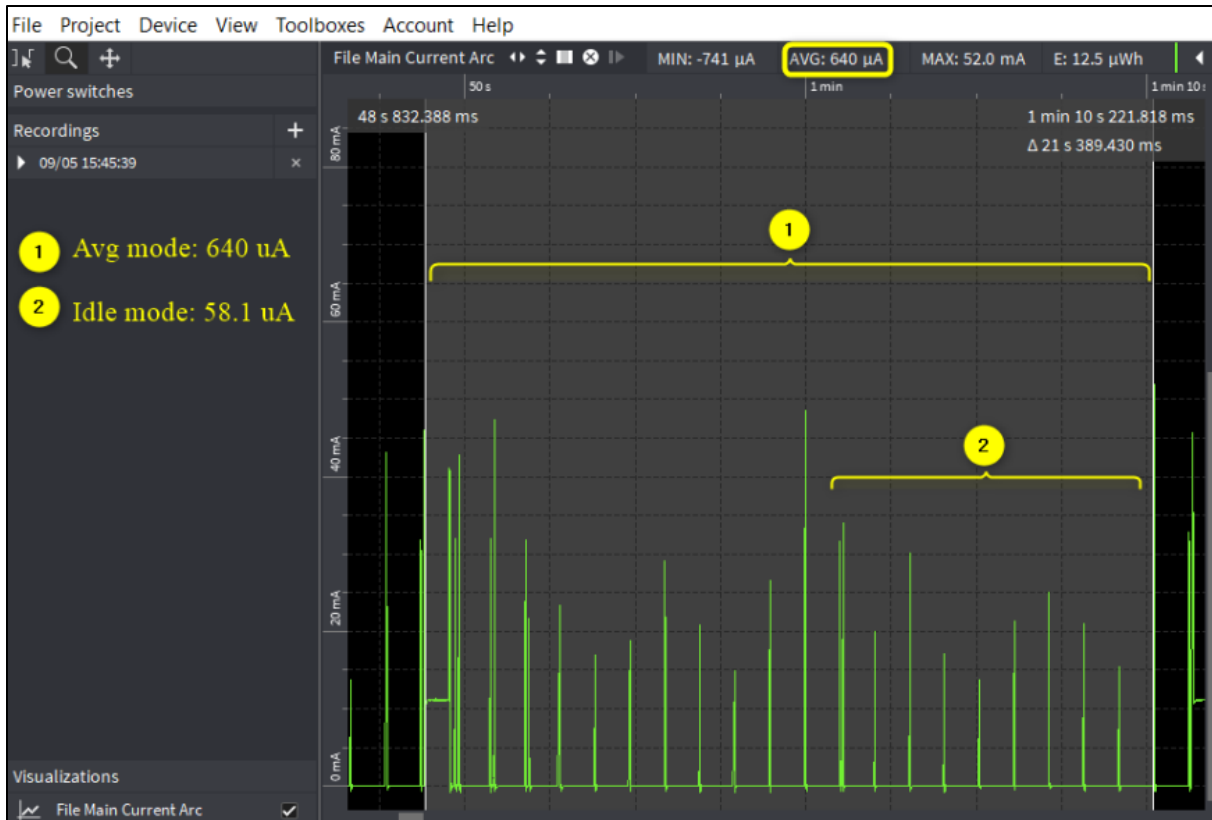 File Project Device View Toolboxes Account Help
File Main Current Arc MIN: -741 µA AVG: 640 µA MAX: 52.0 mA E: 12.5 µWh
Power switches
50 s 1 min 1 min 10 s
Recordings +
48 s 832.388 ms 1 min 10 s 221.818 ms
09/05 15:45:39 ×
Δ 21 s 389.430 ms
80 mA
1
1 Avg mode: 640 uA
2 Idle mode: 58.1 uA
60 mA
40 mA
2
20 mA
0 mA
Visualizations
File Main Current Arc